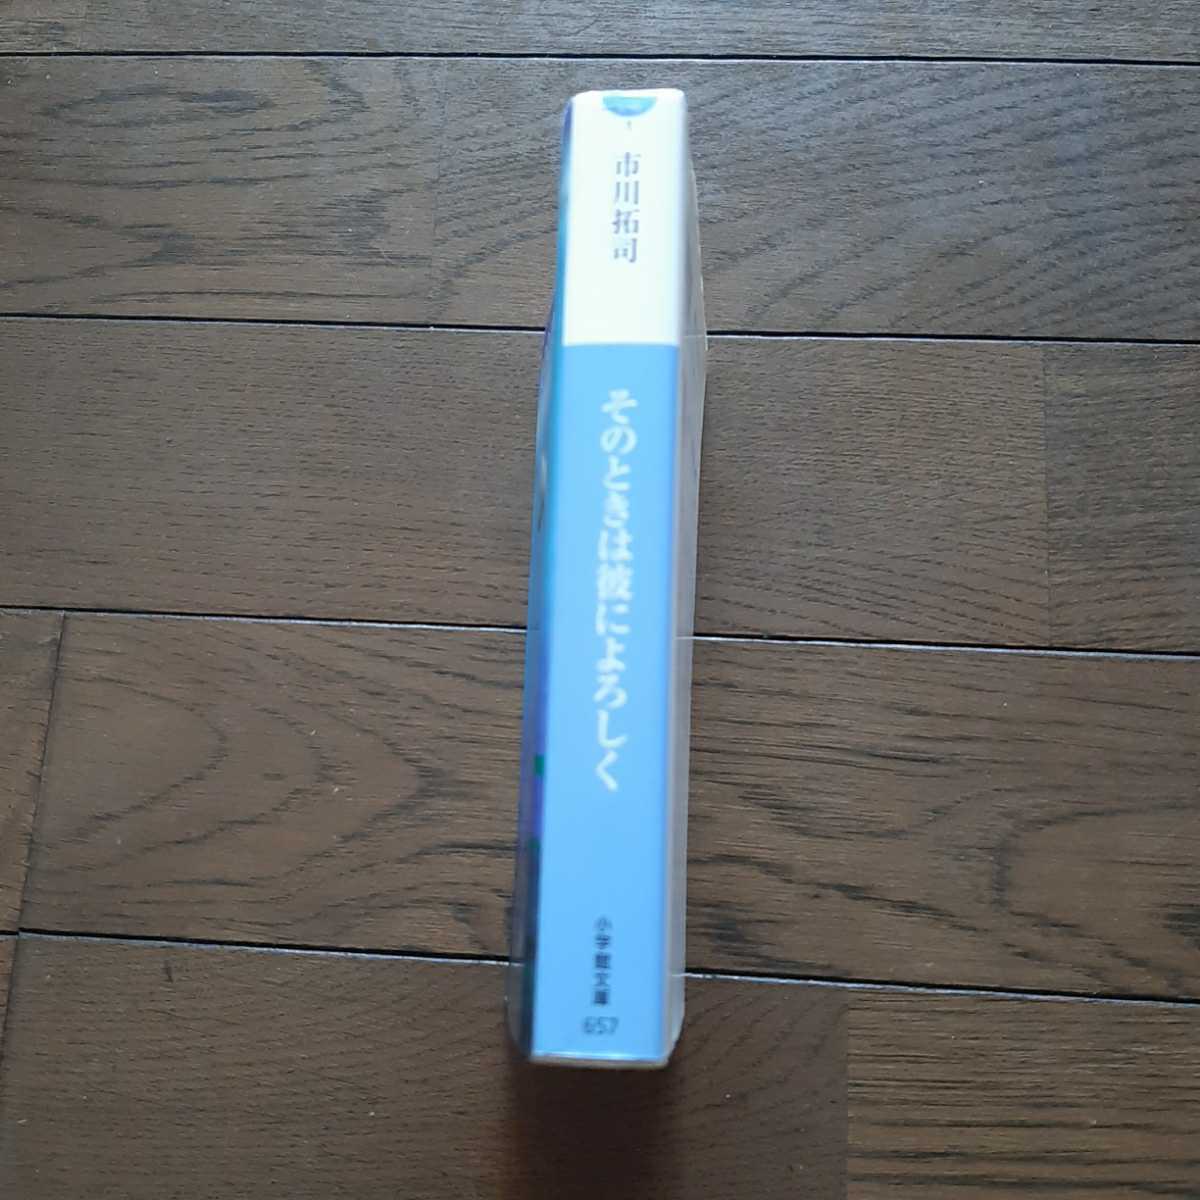 市川拓司
そのときは彼によろしく
小学館文庫
657